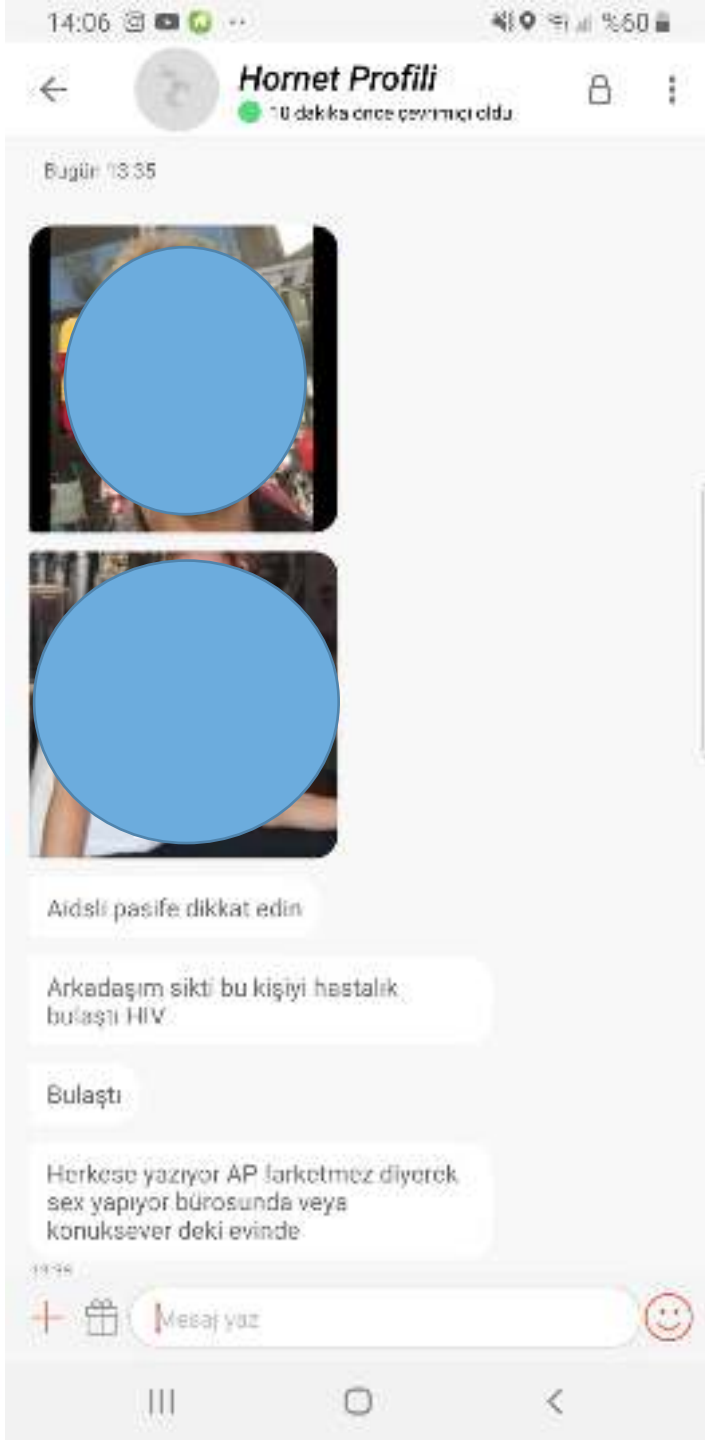 14:06
%60
Hornet Profili
10 dakika önce çevrimiçi oldu
Bugün 13:35
Aidsli pasife dikkat edin
Arkadaşım sikti bu kişiyi hastalık
bulaştı HIV
Bulaştı
Herkese yazıyor AP farketmez diyerek
sex yapıyor bürosunda veya
konuksever deki evinde
Mesaj yaz